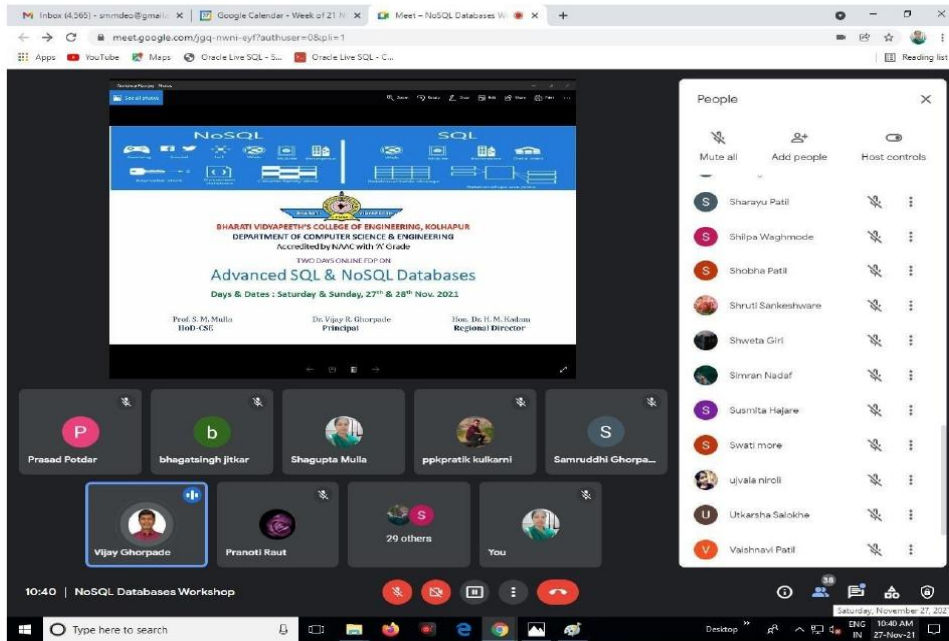 Inbox (4,565) - smmdeo@gmail
Google Calendar - Week of 21 N
Meet – NoSQL Databases W
meet.google.com/jgq-nwni-eyf?authuser=0&pli=1
Apps
YouTube
Maps
Oracle Live SQL - S...
Oracle Live SQL - C...
Reading list
See all photos
NoSQL
SQL
BHARATI VIDYAPEETH'S COLLEGE OF ENGINEERING, KOLHAPUR
DEPARTMENT OF COMPUTER SCIENCE & ENGINEERING
Accredited by NAAC with 'A' Grade
TWO DAYS ONLINE FDP ON
Advanced SQL & NoSQL Databases
Days & Dates : Saturday & Sunday, 27th & 28th Nov. 2021
Prof. S. M. Mulla
HoD-CSE
Dr. Vijay R. Ghorpade
Principal
Hon. Dr. H. M. Kadam
Regional Director
People
Mute all
Add people
Host controls
S
Sharayu Patil
S
Shilpa Waghmode
S
Shobha Patil
Shruti Sankeshware
Shweta Giri
Simran Nadaf
S
Susmita Hajare
S
Swati more
ujvala niroli
U
Utkarsha Salokhe
V
Vaishnavi Patil
P
Prasad Potdar
b
bhagatsingh jitkar
Shagupta Mulla
ppkpratik kulkarni
S
Samruddhi Ghorpa...
Vijay Ghorpade
Pranoti Raut
S
29 others
You
10:40 | NoSQL Databases Workshop
38
Saturday, November 27, 202
Type here to search
Desktop
ENG
IN
10:40 AM
27-Nov-21